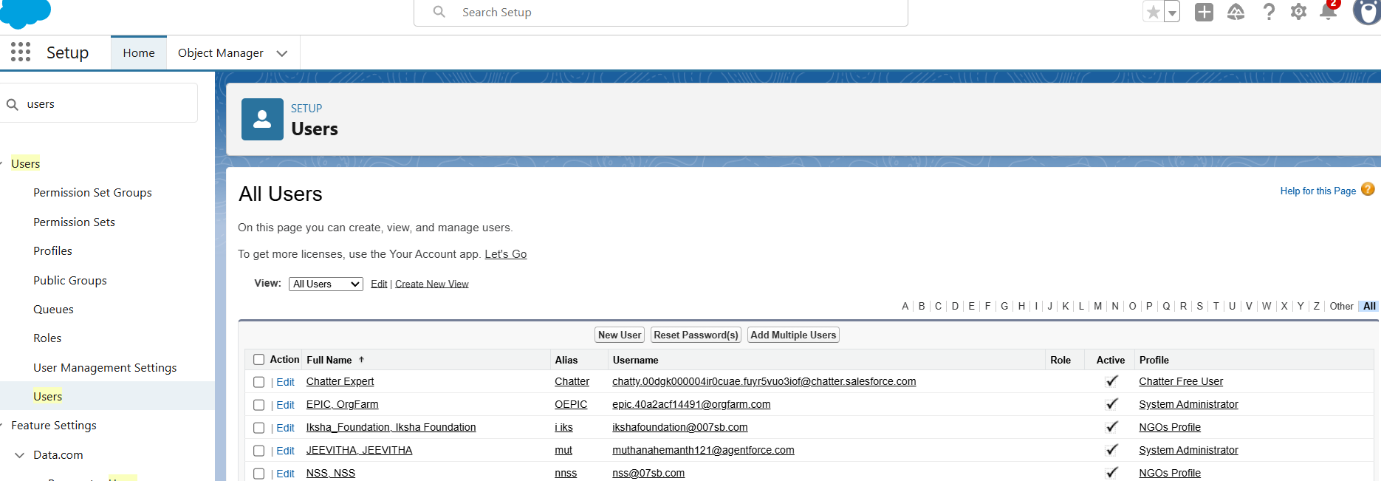 Search Setup
2
Setup Home Object Manager
users
SETUP
Users
Users
Permission Set Groups
Permission Sets
Profiles
Public Groups
Queues
Roles
User Management Settings
Users
Feature Settings
Data.com
All Users
Help for this Page ?
On this page you can create, view, and manage users.
To get more licenses, use the Your Account app. Let's Go
View: All Users Edit | Create New View
A | B | C | D | E | F | G | H | I | J | K | L | M | N | O | P | Q | R | S | T | U | V | W | X | Y | Z | Other All
New User Reset Password(s) Add Multiple Users
Action Full Name ↑ Alias Username Role Active Profile
| Edit Chatter Expert Chatter chatty.00dgk000004ir0cuae.fuyr5vuo3iof@chatter.salesforce.com ✓ Chatter Free User
| Edit EPIC, OrgFarm OEPIC epic.40a2acf14491@orgfarm.com ✓ System Administrator
| Edit Iksha_Foundation, Iksha Foundation i iks ikshafoundation@007sb.com ✓ NGOs Profile
| Edit JEEVITHA, JEEVITHA mut muthanahemanth121@agentforce.com ✓ System Administrator
| Edit NSS, NSS nnss nss@07sb.com ✓ NGOs Profile